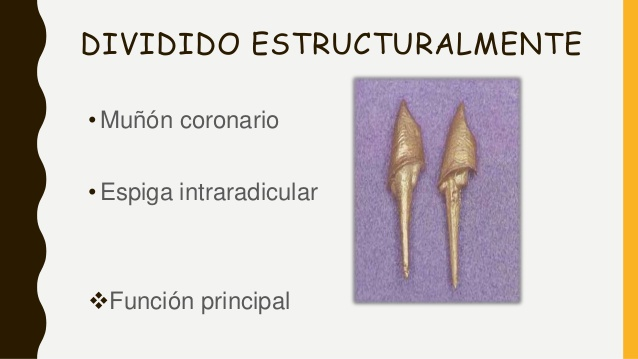 DIVIDIDO ESTRUCTURALMENTE
•Muñón coronario
•Espiga intraradicular
❖Función principal